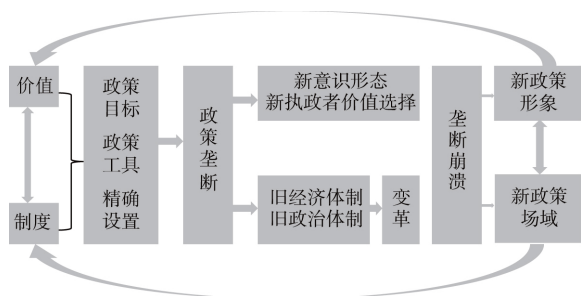 价值
制度
政策
目标
政策
工具
精确
设置
政策垄断
新意识形态
新执政者价值选择
旧经济体制
旧政治体制
变革
垄断崩溃
新政策
形象
新政策
场域